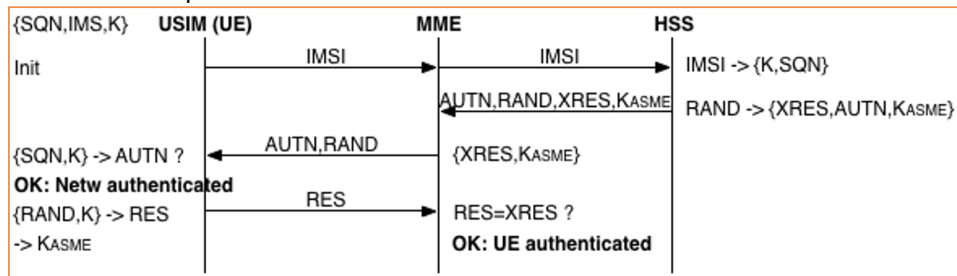 {SQN,IMS,K} USIM (UE) MME HSS
Init IMSI IMSI IMSI -> {K,SQN}
AUTN,RAND,XRES,KASME RAND -> {XRES,AUTN,KASME}
{SQN,K} -> AUTN ? AUTN,RAND {XRES,KASME}
OK: Netw authenticated
{RAND,K} -> RES RES RES=XRES ?
-> KASME OK: UE authenticated